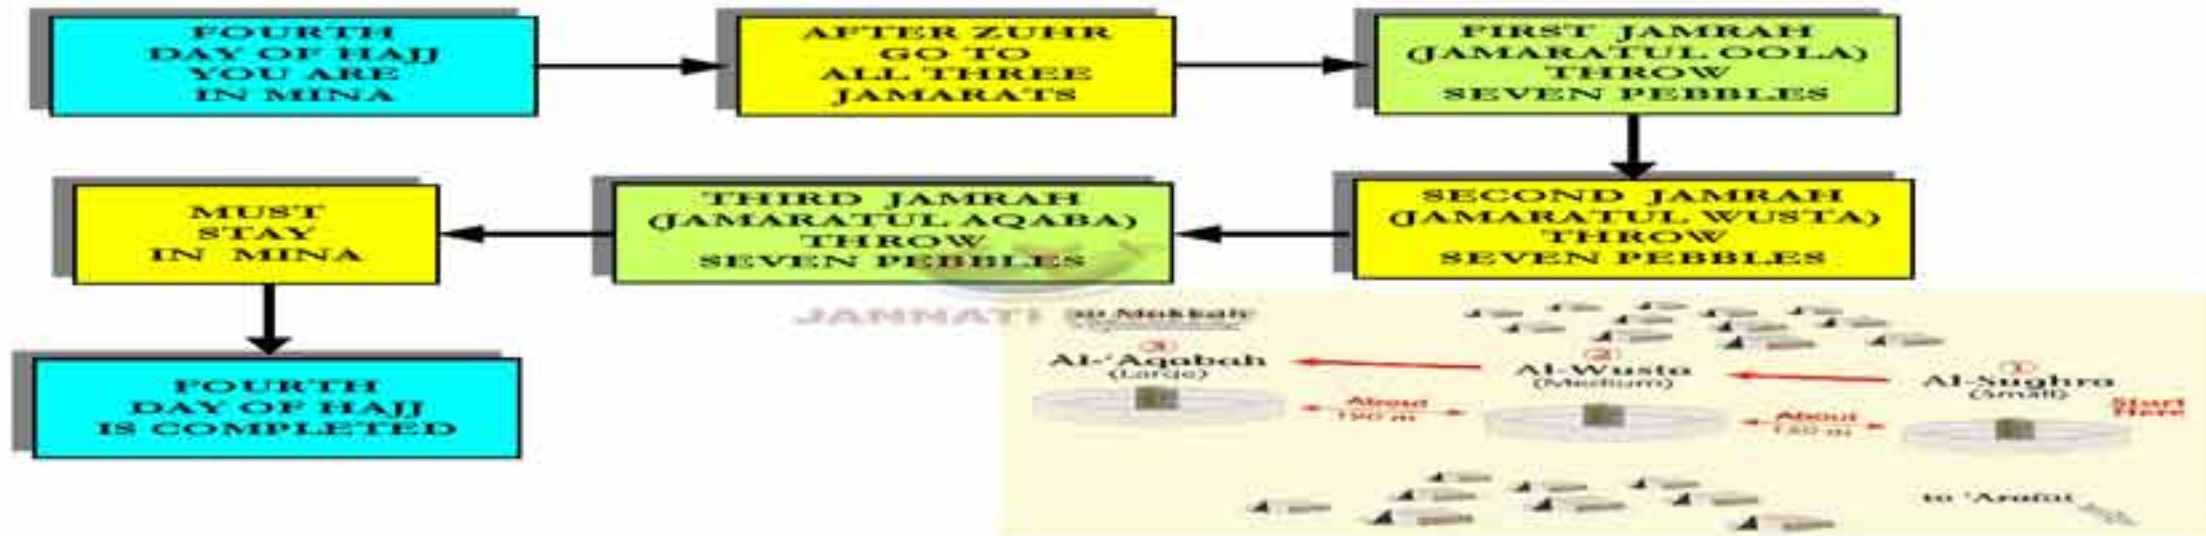 FOURTH
DAY OF HAJJ
YOU ARE
IN MINA
AFTER ZUHR
GO TO
ALL THREE
JAMARATS
FIRST JAMRAH
(JAMARATUL OOLA)
THROW
SEVEN PEBBLES
SECOND JAMRAH
(JAMARATUL WUSTA)
THROW
SEVEN PEBBLES
THIRD JAMRAH
(JAMARATUL AQABA)
THROW
SEVEN PEBBLES
MUST
STAY
IN MINA
FOURTH
DAY OF HAJJ
IS COMPLETED
JANNATI
to Makkah
3
Al-'Aqabah
(Large)
2
Al-Wusta
(Medium)
1
Al-Sughra
(Small)
Start
Here
About
About
to 'Arafat